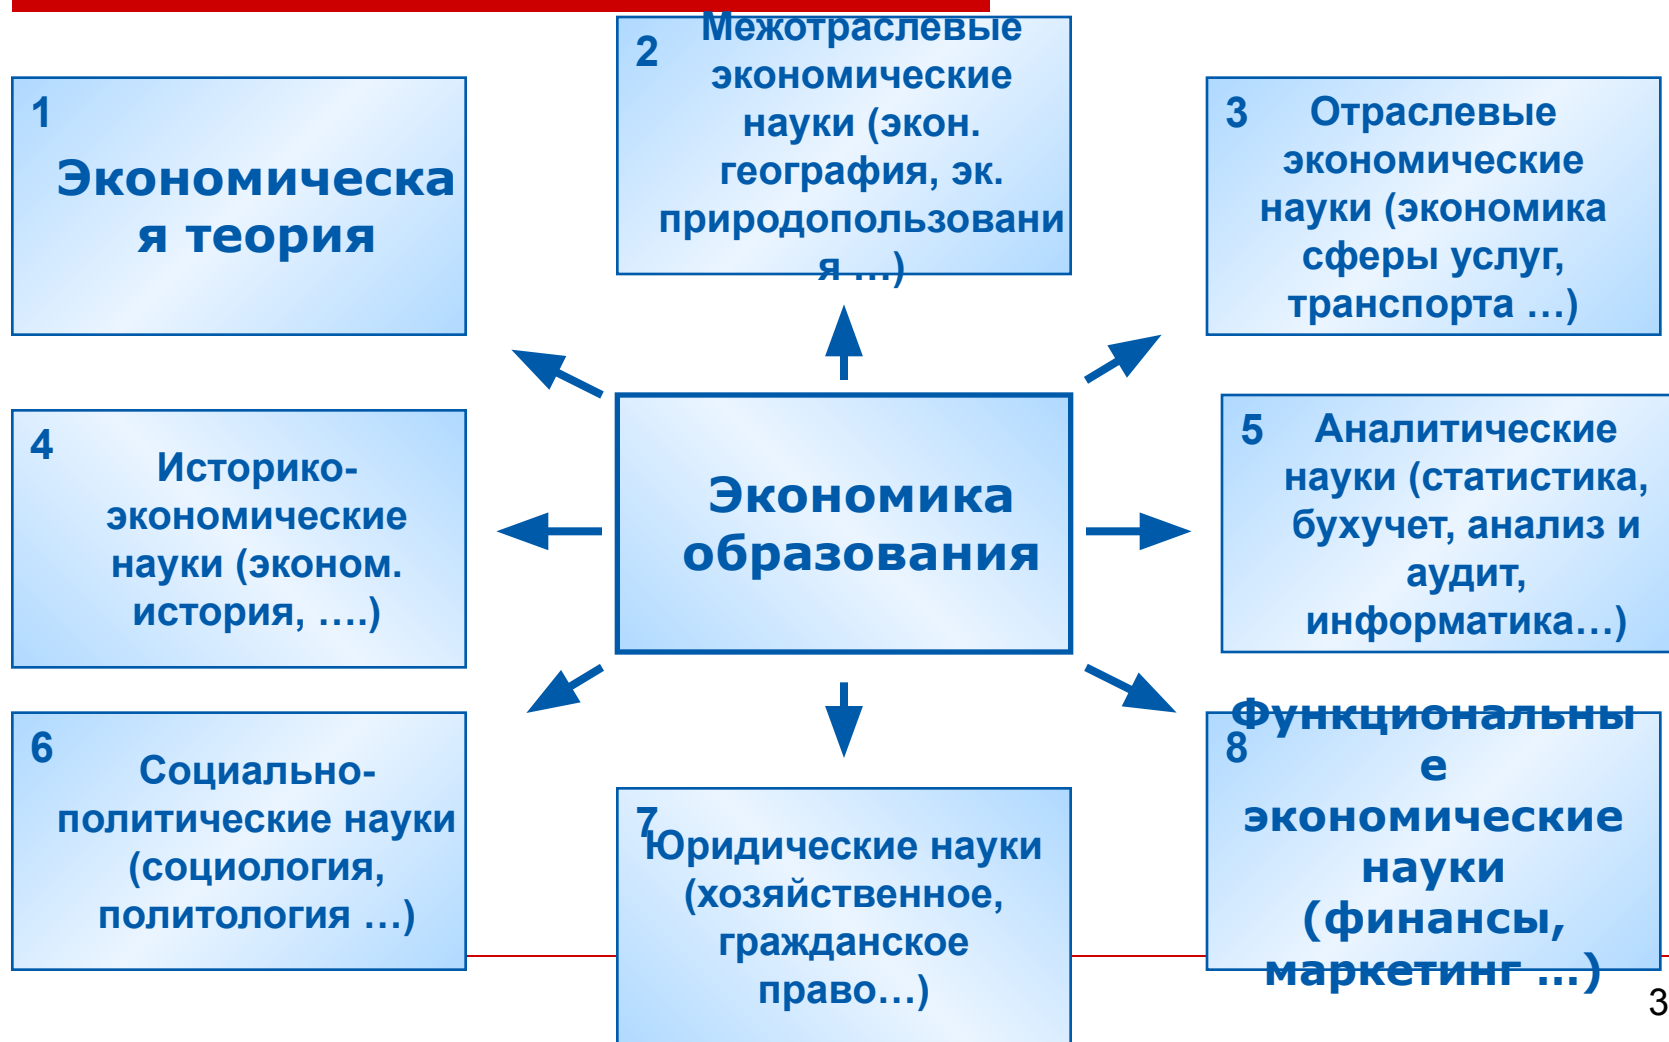 1
Экономическа
я теория
2
Межотраслевые
экономические
науки (экон.
география, эк.
природопользовани
я ...)
3
Отраслевые
экономические
науки (экономика
сферы услуг,
транспорта ...)
4
Историко-
экономические
науки (эконом.
история, ….)
Экономика
образования
5
Аналитические
науки (статистика,
бухучет, анализ и
аудит,
информатика…)
6
Социально-
политические науки
(социология,
политология ...)
7
Юридические науки
(хозяйственное,
гражданское
право…)
8
Функциональны
е
экономические
науки
(финансы,
маркетинг ...)
3